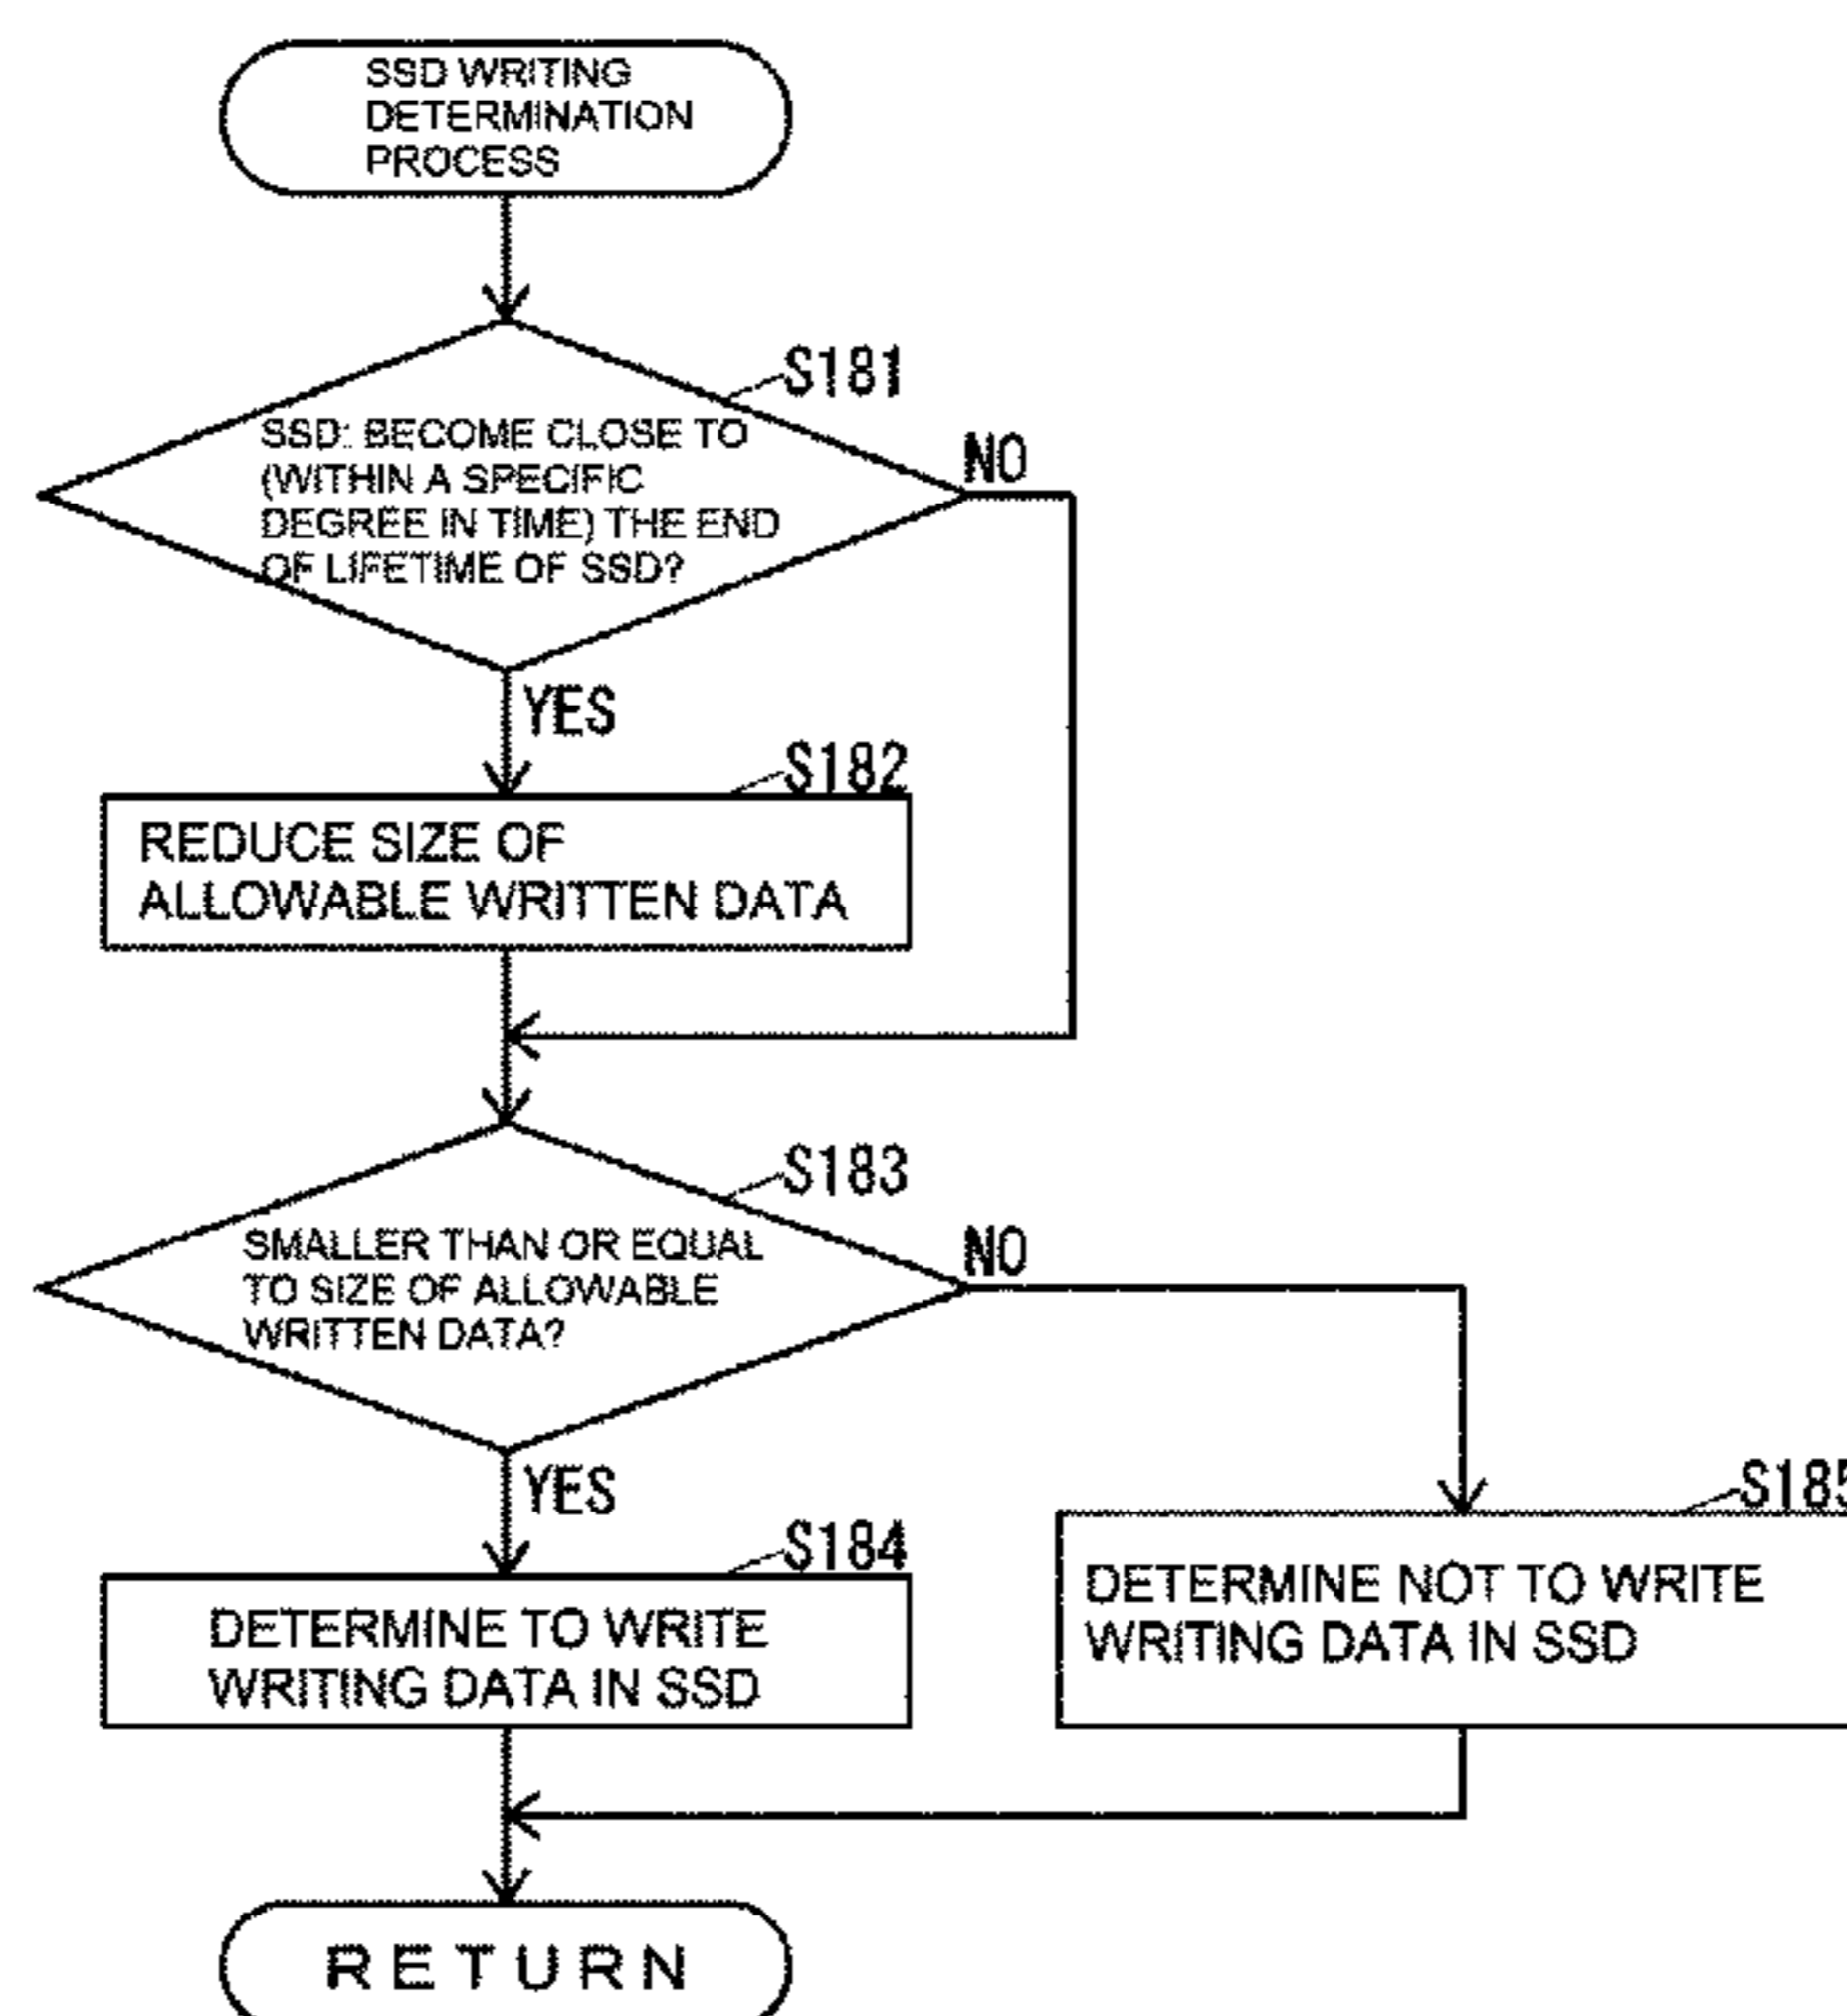 SSD WRITING
DETERMINATION
PROCESS
S181
SSD: BECOME CLOSE TO
(WITHIN A SPECIFIC
DEGREE IN TIME) THE END
OF LIFETIME OF SSD?
NO
YES
S182
REDUCE SIZE OF
ALLOWABLE WRITTEN DATA
S183
SMALLER THAN OR EQUAL
TO SIZE OF ALLOWABLE
WRITTEN DATA?
NO
YES
S184
DETERMINE TO WRITE
WRITING DATA IN SSD
S185
DETERMINE NOT TO WRITE
WRITING DATA IN SSD
RETURN